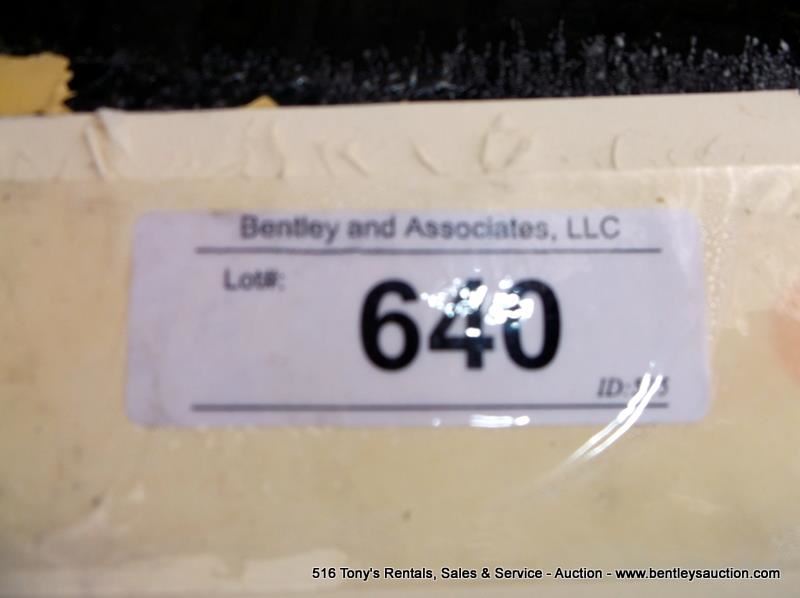 Bentley and Associates, LLC
Lot#:
640
516 Tony's Rentals, Sales & Service - Auction - www.bentleysauction.com